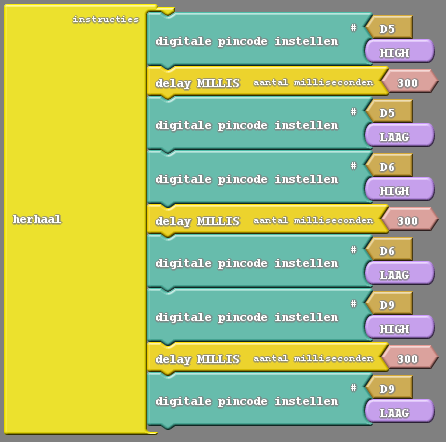 instructies
herhaal
digitale pincode instellen # D5
HIGH
delay MILLIS aantal milliseconden 300
digitale pincode instellen # D5
LAAG
digitale pincode instellen # D6
HIGH
delay MILLIS aantal milliseconden 300
digitale pincode instellen # D6
LAAG
digitale pincode instellen # D9
HIGH
delay MILLIS aantal milliseconden 300
digitale pincode instellen # D9
LAAG